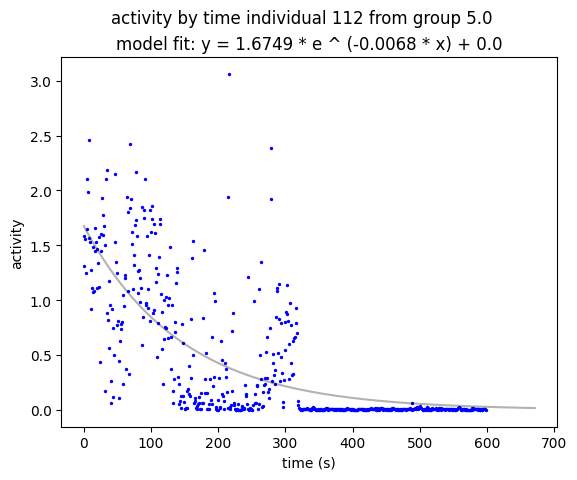 activity by time individual 112 from group 5.0
model fit: y = 1.6749 * e ^ (-0.0068 * x) + 0.0
3.0
2.5
2.0
1.5
1.0
0.5
0.0
activity
0 100 200 300 400 500 600 700
time (s)